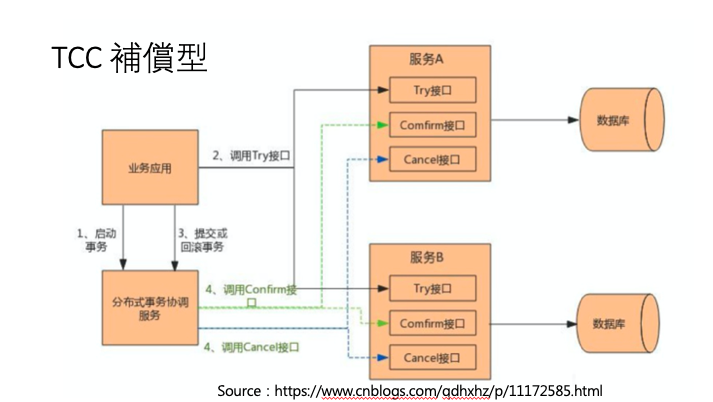 TCC 補償型
服务A
Try接口
Comfirm接口
Cancel接口
数据库
业务应用
2、调用Try接口
1、启动
事务
3、提交或
回滚事务
分布式事务协调
服务
4、调用Confirm接
口
4、调用Cancel接口
服务B
Try接口
Comfirm接口
Cancel接口
数据库
Source：https://www.cnblogs.com/qdhxhz/p/11172585.html